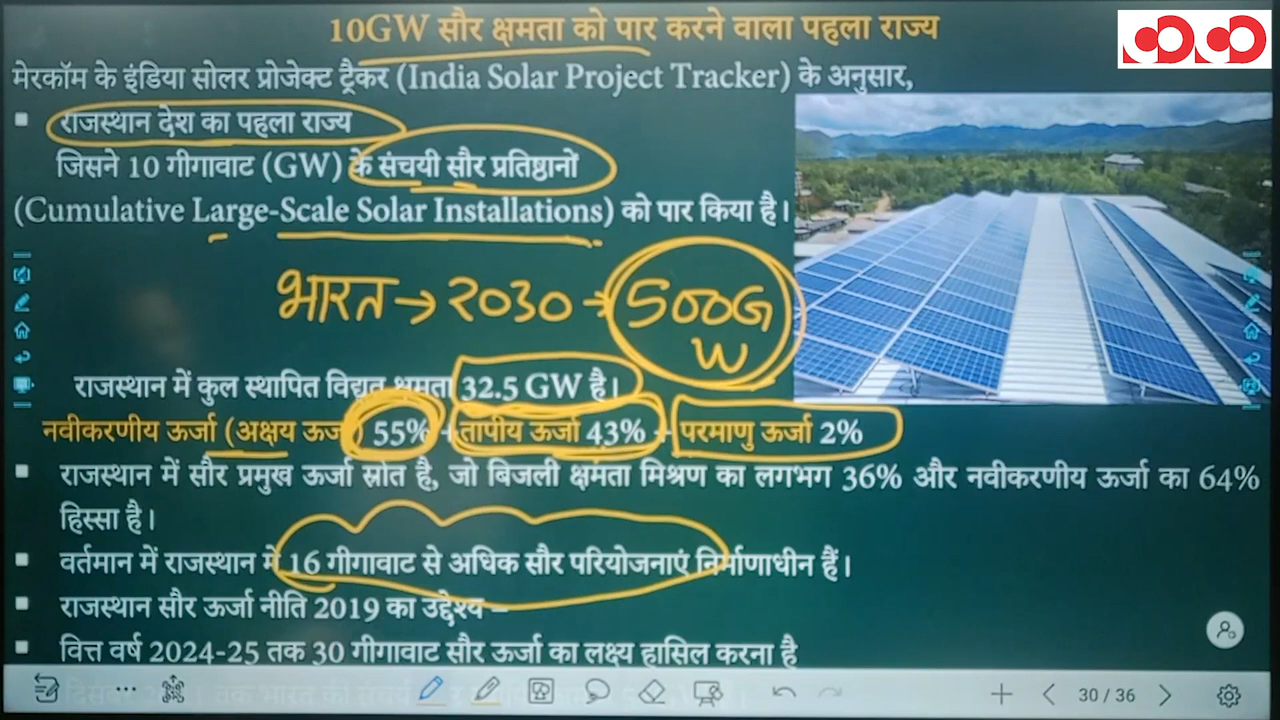 10GW सौर क्षमता को पार करने वाला पहला राज्य
मेरकॉम के इंडिया सोलर प्रोजेक्ट ट्रैकर (India Solar Project Tracker) के अनुसार,
राजस्थान देश का पहला राज्य
जिसने 10 गीगावाट (GW) के संचयी सौर प्रतिष्ठानों
(Cumulative Large-Scale Solar Installations) को पार किया है।
भारत → २०३० → 500G
W
राजस्थान में कुल स्थापित विद्युत क्षमता 32.5 GW है।
नवीकरणीय ऊर्जा (अक्षय ऊर्जा) 55% + तापीय ऊर्जा 43% + परमाणु ऊर्जा 2%
राजस्थान में सौर प्रमुख ऊर्जा स्रोत है, जो बिजली क्षमता मिश्रण का लगभग 36% और नवीकरणीय ऊर्जा का 64%
हिस्सा है।
वर्तमान में राजस्थान में 16 गीगावाट से अधिक सौर परियोजनाएं निर्माणाधीन हैं।
राजस्थान सौर ऊर्जा नीति 2019 का उद्देश्य –
वित्त वर्ष 2024-25 तक 30 गीगावाट सौर ऊर्जा का लक्ष्य हासिल करना है
30 / 36